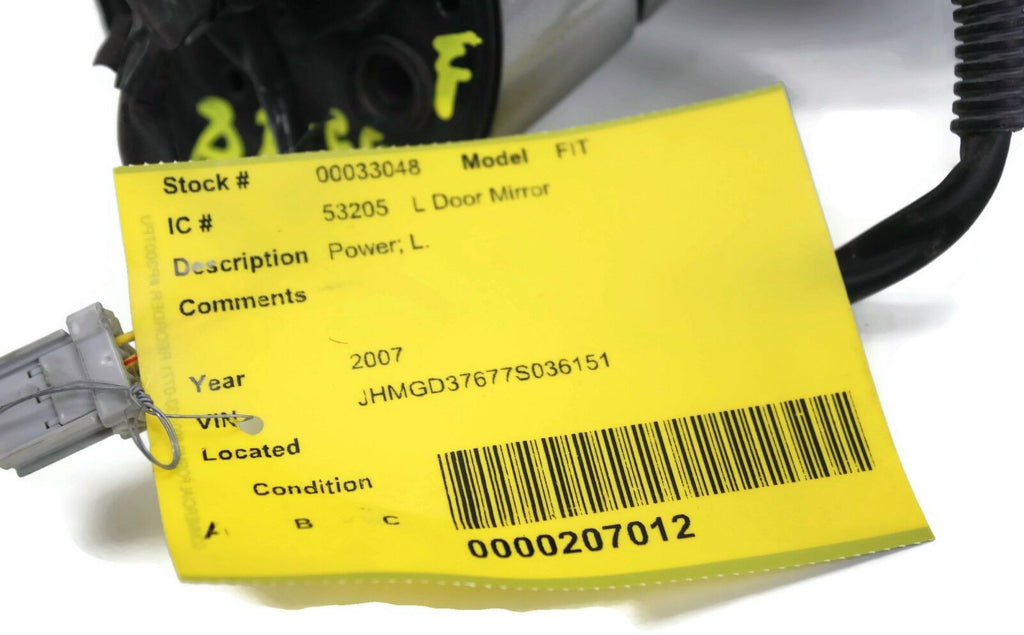 F
Stock # 00033048 Model FIT
IC # 53205 L Door Mirror
Description Power; L.
Comments
Year 2007
VIN JHMGD37677S036151
Located
Condition
A B C
0000207012